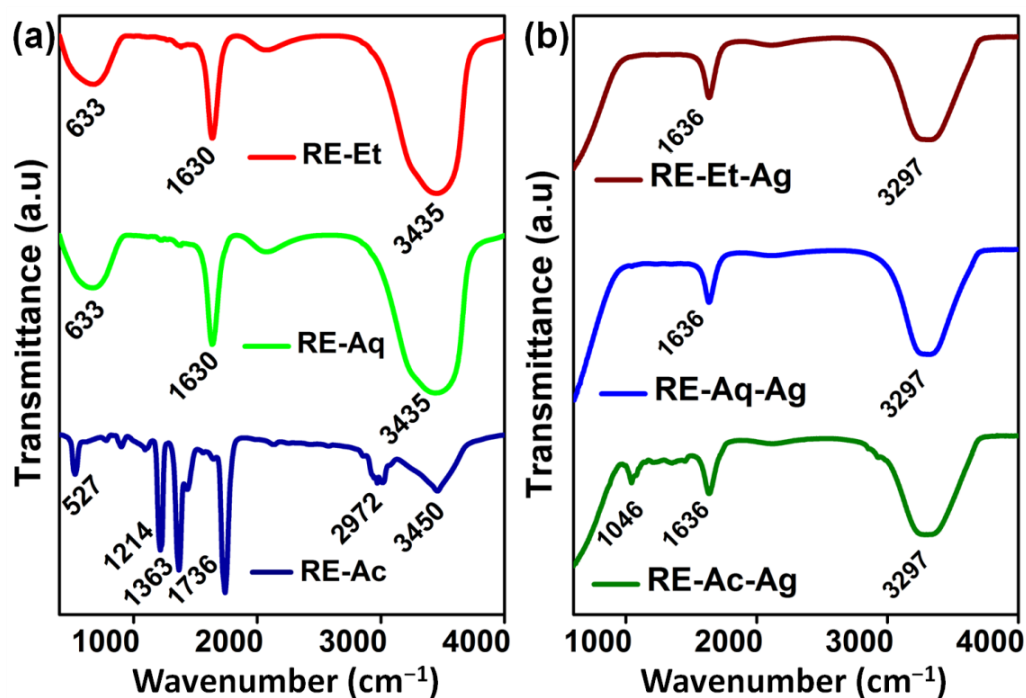 (a)
Transmittance (a.u)
633
1630
RE-Et
3435
633
1630
RE-Aq
3435
527
1214
1363
1736
RE-Ac
2972
3450
1000 2000 3000 4000
Wavenumber (cm−1)
(b)
Transmittance (a.u)
1636
RE-Et-Ag
3297
1636
RE-Aq-Ag
3297
1046
1636
RE-Ac-Ag
3297
1000 2000 3000 4000
Wavenumber (cm−1)